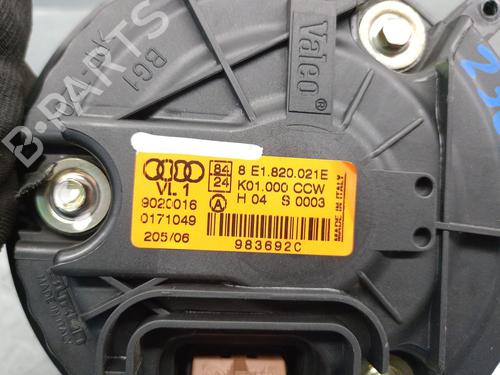 BG1
Valeo®
B-PARTS
VL 1
9020016
0171049
205/06
84
24
A
8 E1.820.021E
K01.000 CCW
H 04 S 0003
983692C
MADE IN ITALY